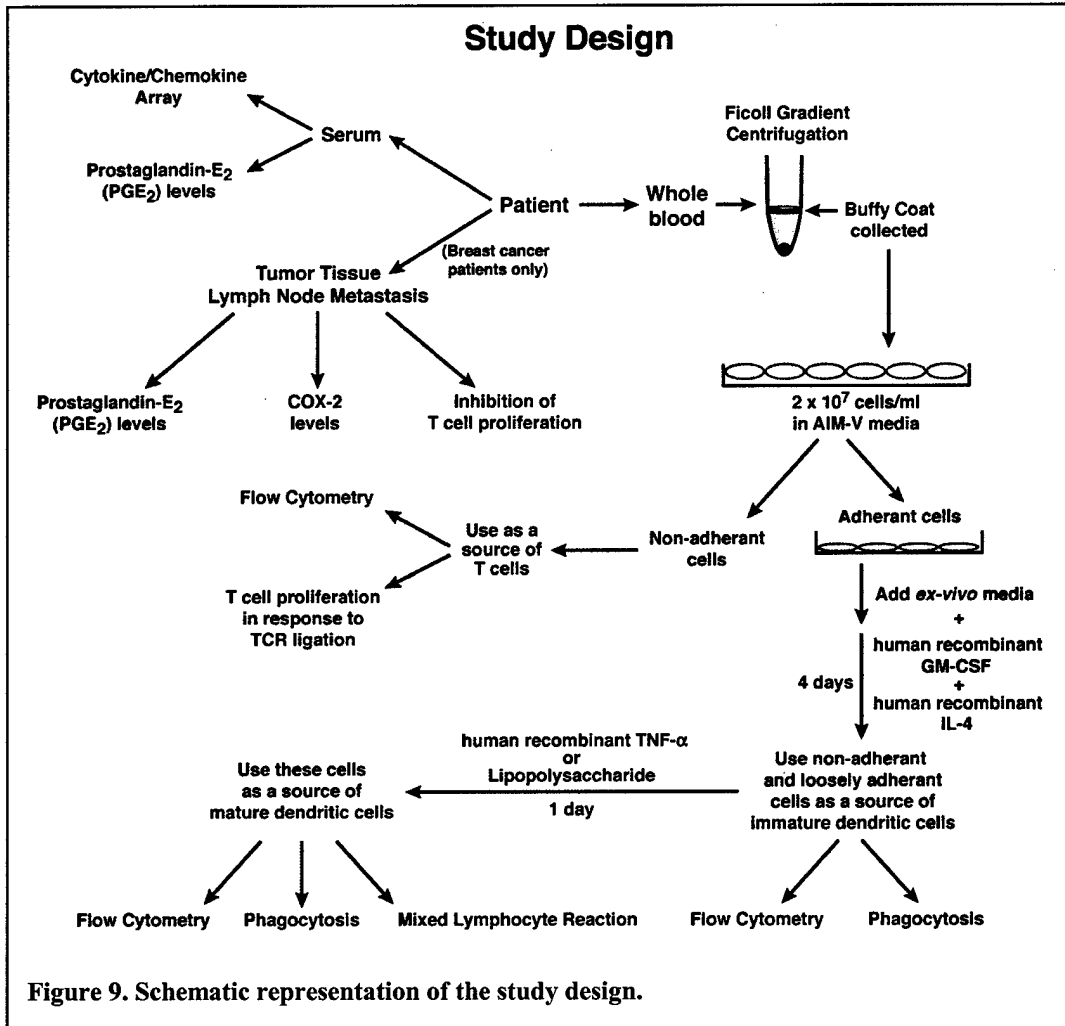 Study Design
Cytokine/Chemokine
Array
Serum
Prostaglandin-E₂
(PGE₂) levels
Patient
Whole
blood
Ficoll Gradient
Centrifugation
Buffy Coat
collected
(Breast cancer
patients only)
Tumor Tissue
Lymph Node Metastasis
Prostaglandin-E₂
(PGE₂) levels
COX-2
levels
Inhibition of
T cell proliferation
2 x 10⁷ cells/ml
in AIM-V media
Flow Cytometry
Use as a
source of
T cells
Non-adherant
cells
Adherant cells
T cell proliferation
in response to
TCR ligation
Add ex-vivo media
+
human recombinant
GM-CSF
+
human recombinant
IL-4
4 days
human recombinant TNF-α
or
Lipopolysaccharide
1 day
Use these cells
as a source of
mature dendritic cells
Use non-adherant
and loosely adherant
cells as a source of
immature dendritic cells
Flow Cytometry
Phagocytosis
Mixed Lymphocyte Reaction
Flow Cytometry
Phagocytosis
Figure 9. Schematic representation of the study design.